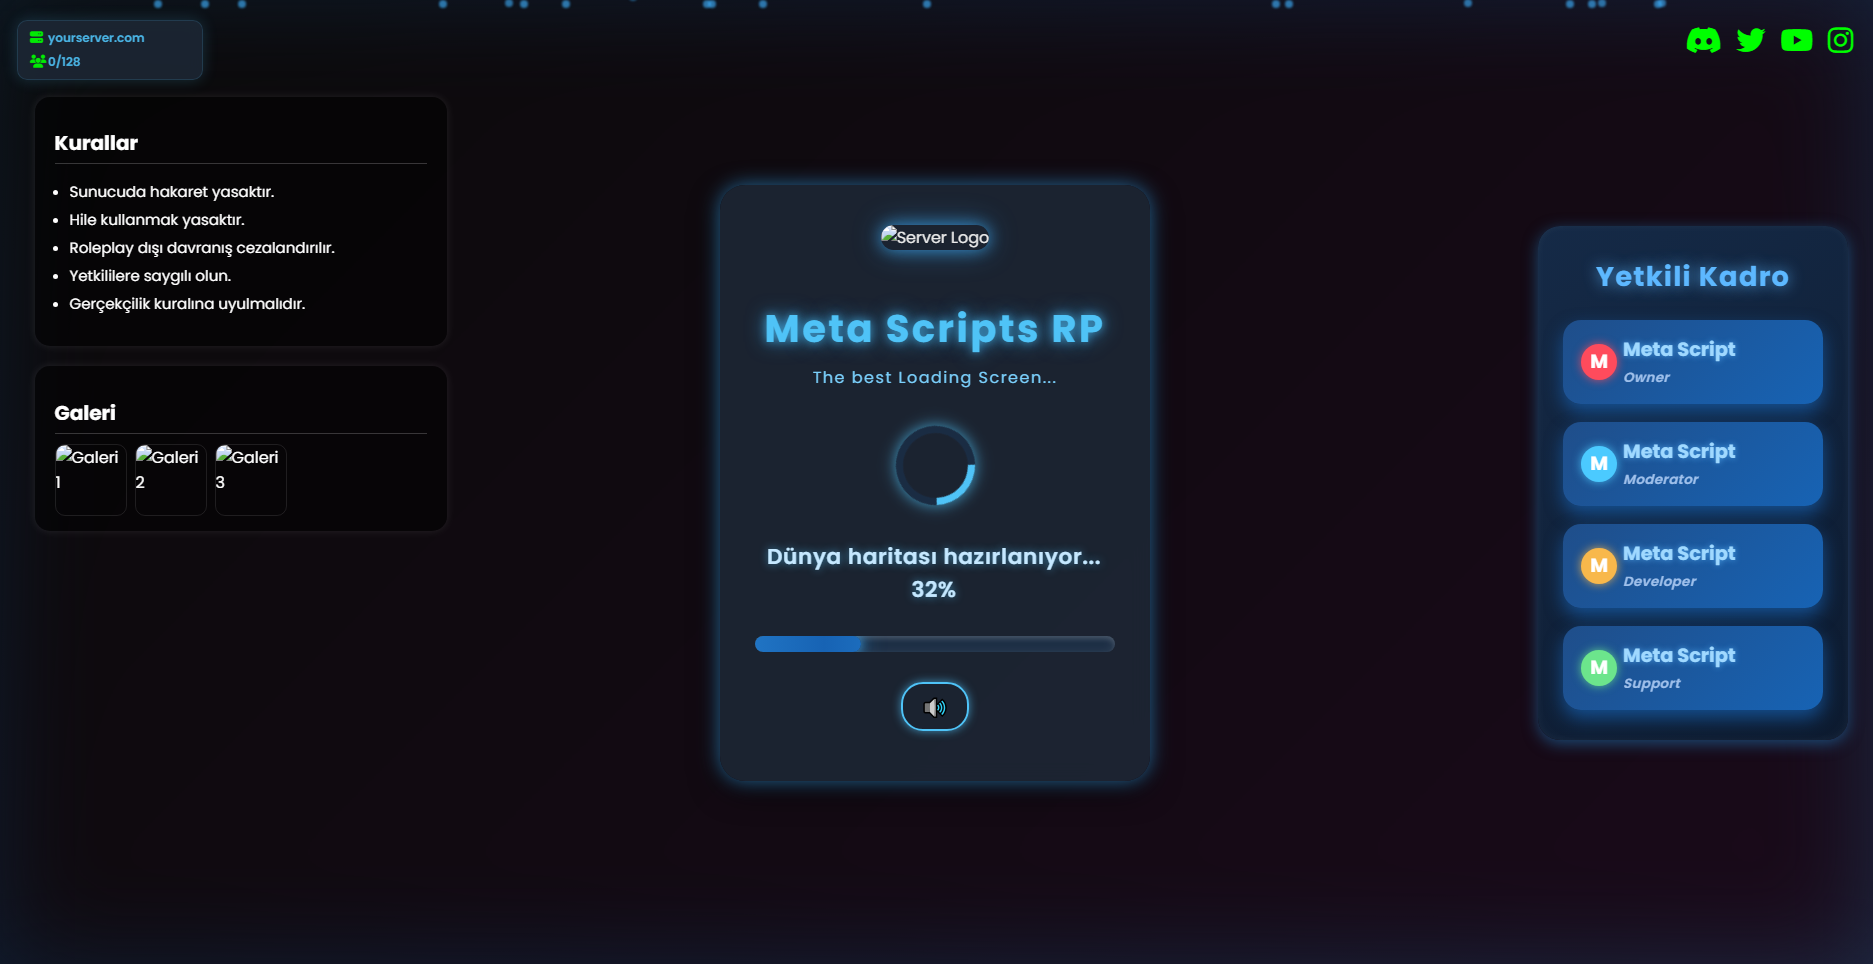 yourserver.com
0/128
Kurallar
Sunucuda hakaret yasaktır.
Hile kullanmak yasaktır.
Roleplay dışı davranış cezalandırılır.
Yetkililere saygılı olun.
Gerçekçilik kuralına uyulmalıdır.
Galeri
Galeri 1
Galeri 2
Galeri 3
Server Logo
Meta Scripts RP
The best Loading Screen...
Dünya haritası hazırlanıyor...
32%
Yetkili Kadro
M
Meta Script
Owner
M
Meta Script
Moderator
M
Meta Script
Developer
M
Meta Script
Support